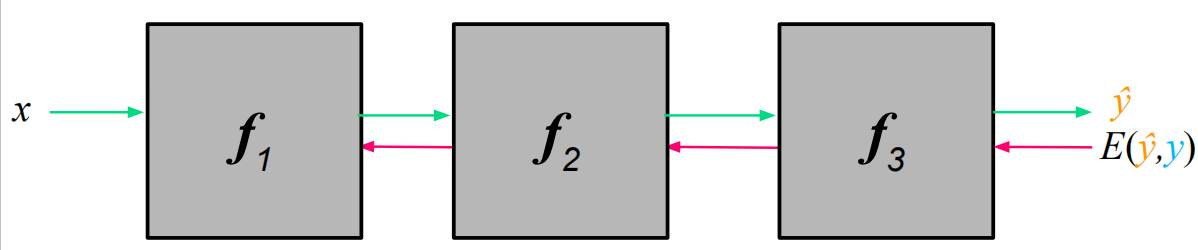 x
f₁
f₂
f₃
ŷ
E(ŷ,y)